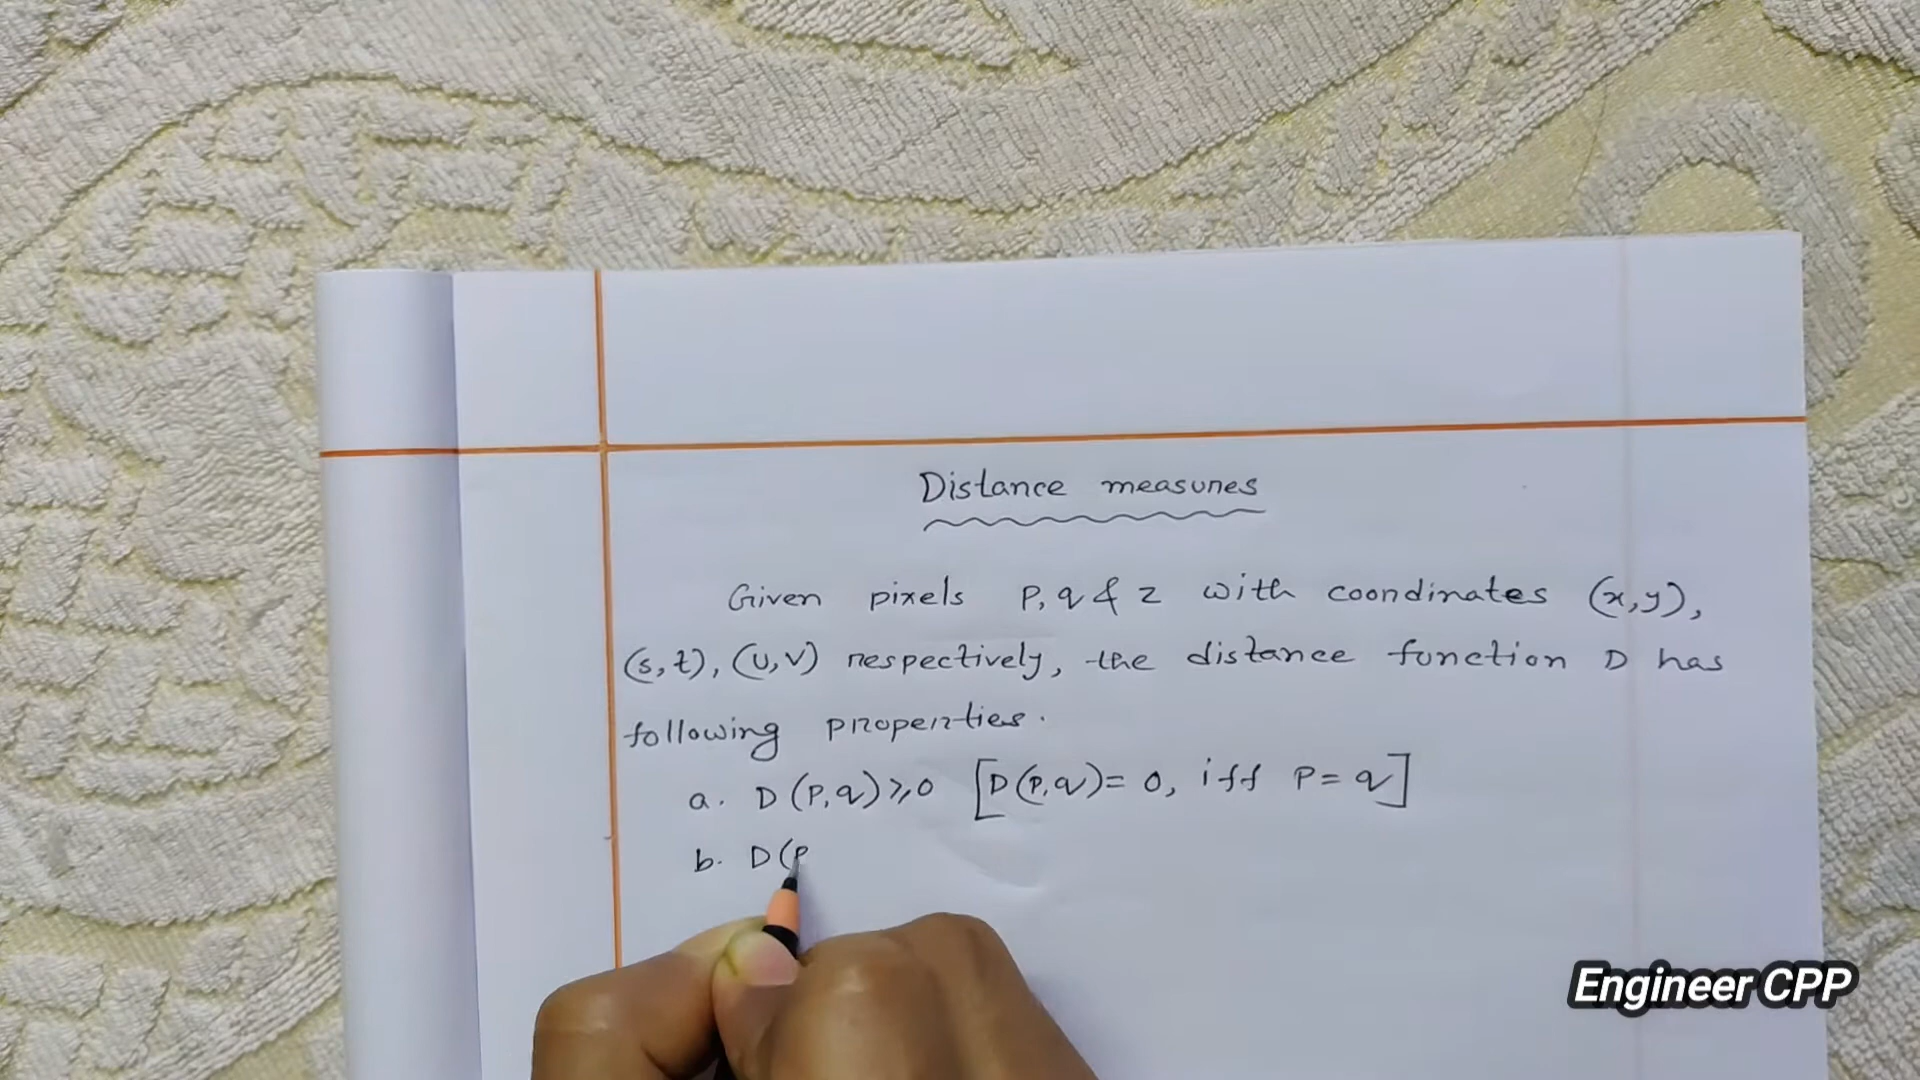 Distance measures
Given pixels P, q & z with coordinates (x,y),
(s,t), (u,v) respectively, the distance function D has
following properties.
a. D(P,q) ≥ 0 [D(P,q) = 0, iff P = q]
b. D(P
Engineer CPP